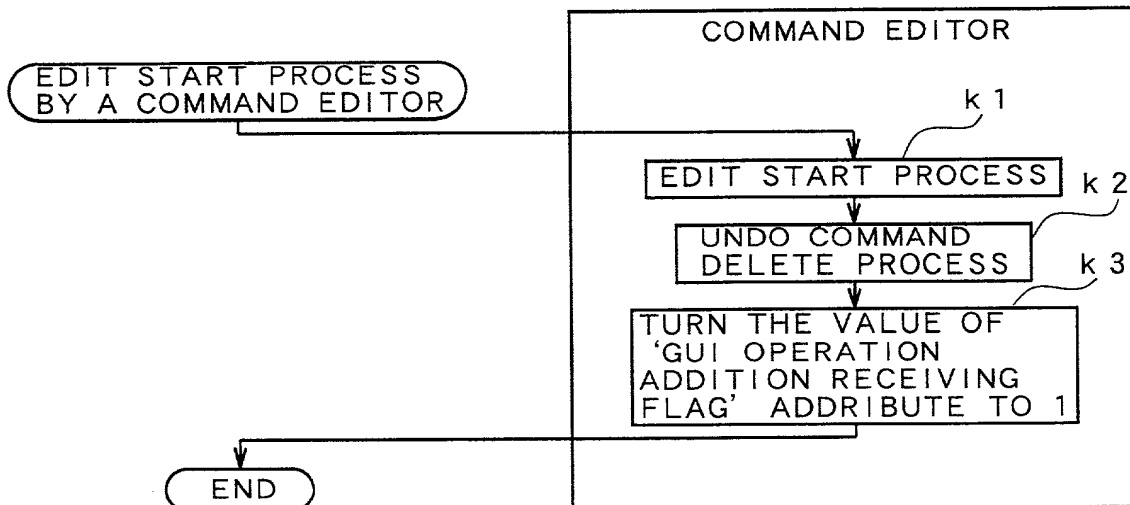 COMMAND EDITOR
EDIT START PROCESS
BY A COMMAND EDITOR
k 1
EDIT START PROCESS
k 2
UNDO COMMAND
DELETE PROCESS
k 3
TURN THE VALUE OF
‘GUI OPERATION
ADDITION RECEIVING
FLAG’ ADDRIBUTE TO 1
END